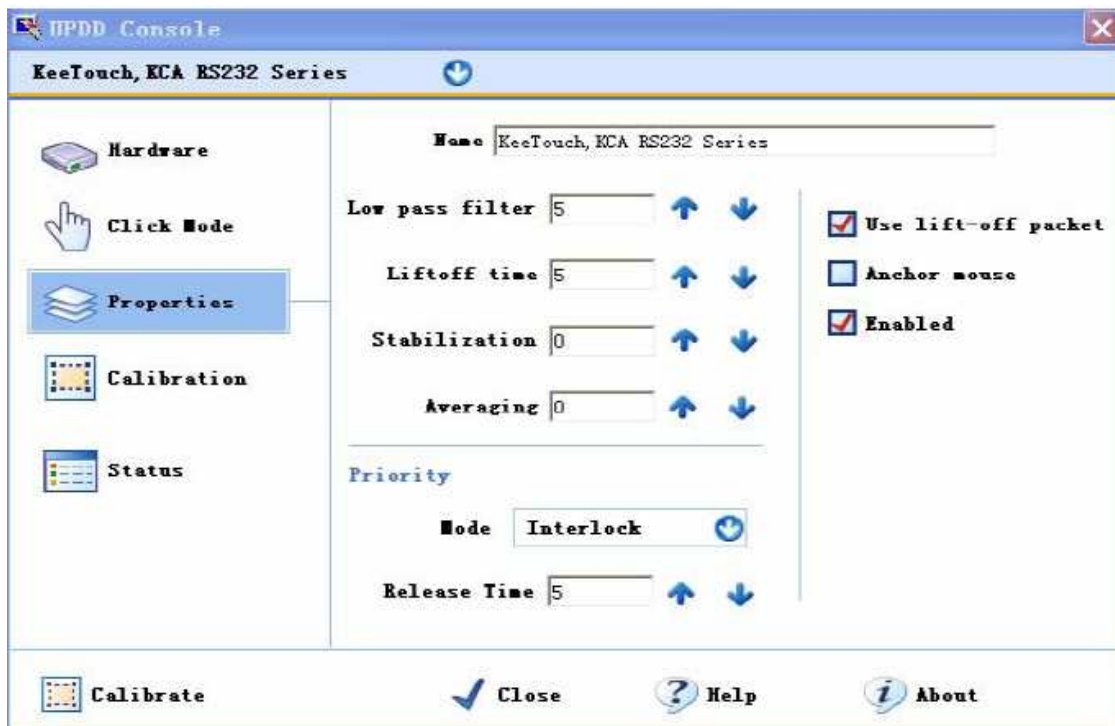 UPDD Console
KeeTouch,KCA RS232 Series
Hardware
Click Mode
Properties
Calibration
Status
Name KeeTouch,KCA RS232 Series
Low pass filter 5
Liftoff time 5
Stabilization 0
Averaging 0
Use lift-off packet
Anchor mouse
Enabled
Priority
Mode Interlock
Release Time 5
Calibrate
Close
Help
About